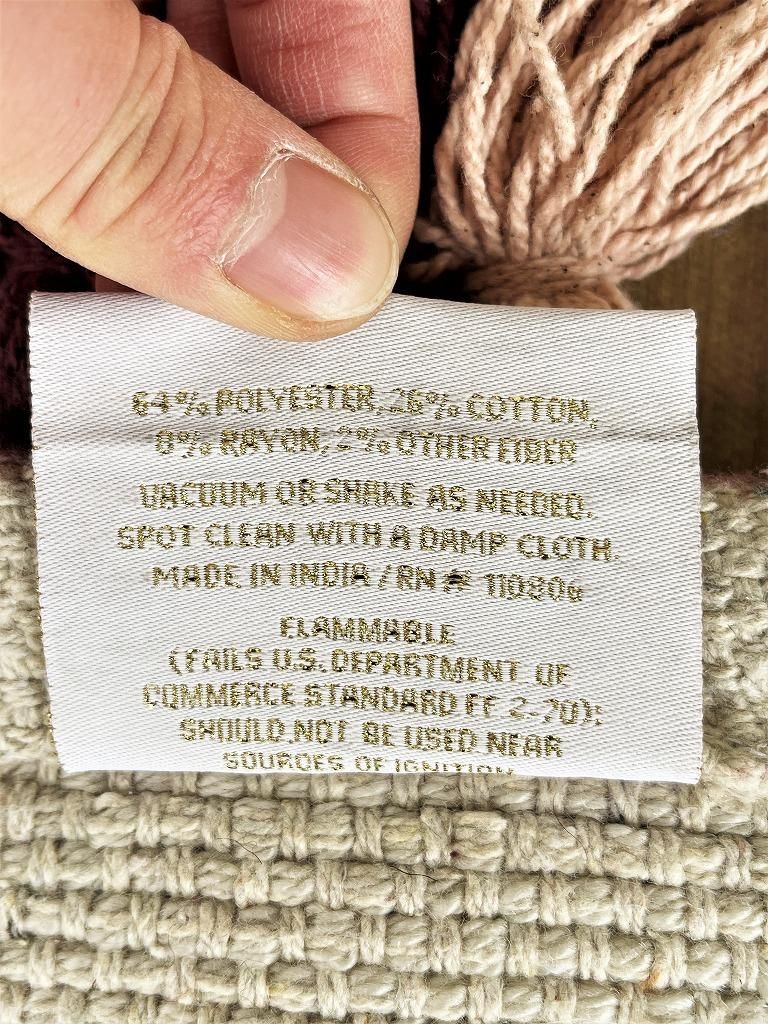 64% POLYESTER, 26% COTTON,
8% RAYON, 2% OTHER FIBER
VACUUM OR SHAKE AS NEEDED.
SPOT CLEAN WITH A DAMP CLOTH.
MADE IN INDIA / RN #
FLAMMABLE
(FAILS U.S. DEPARTMENT OF
COMMERCE STANDARD FF 2-70):
SHOULD NOT BE USED NEAR
SOURCES OF IGNITION